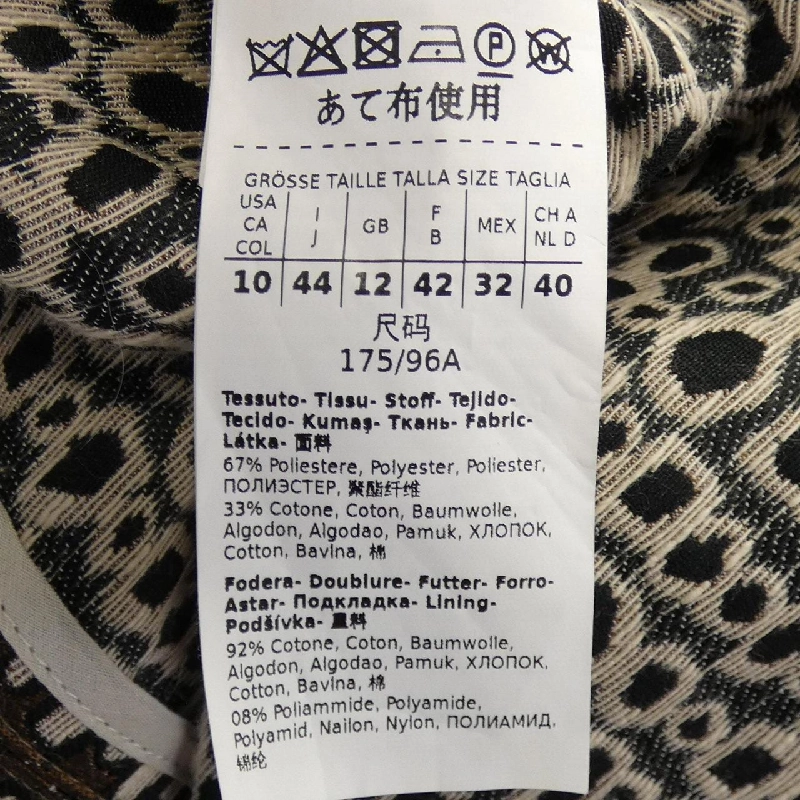 P W
あて布使用
GRÖSSE TAILLE TALLA SIZE TAGLIA
USA CA COL | I J | GB | F B | MEX | CH A NL D
10 | 44 | 12 | 42 | 32 | 40
尺码
175/96A
Tessuto- Tissu- Stoff- Tejido-
Tecido- Kumaş- Ткань- Fabric-
Látka- 面料
67% Poliestere, Polyester, Poliester,
ПОЛИЭСТЕР, 聚酯纤维
33% Cotone, Coton, Baumwolle,
Algodon, Algodao, Pamuk, ХЛОПОК,
Cotton, Bavlna, 棉
Fodera- Doublure- Futter- Forro-
Astar- Подкладка- Lining-
Podšívka- 里料
92% Cotone, Coton, Baumwolle,
Algodon, Algodao, Pamuk, ХЛОПОК,
Cotton, Bavlna, 棉
08% Poliammide, Polyamide,
Polyamid, Nailon, Nylon, ПОЛИАМИД,
锦纶